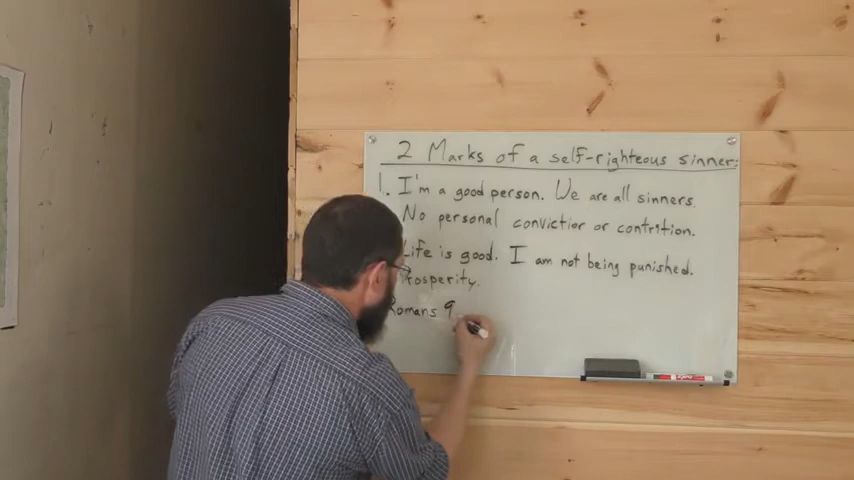 2 Marks of a self-righteous sinner:
1. I'm a good person. We are all sinners.
No personal conviction or contrition.
Life is good. I am not being punished.
Prosperity.
Romans 9